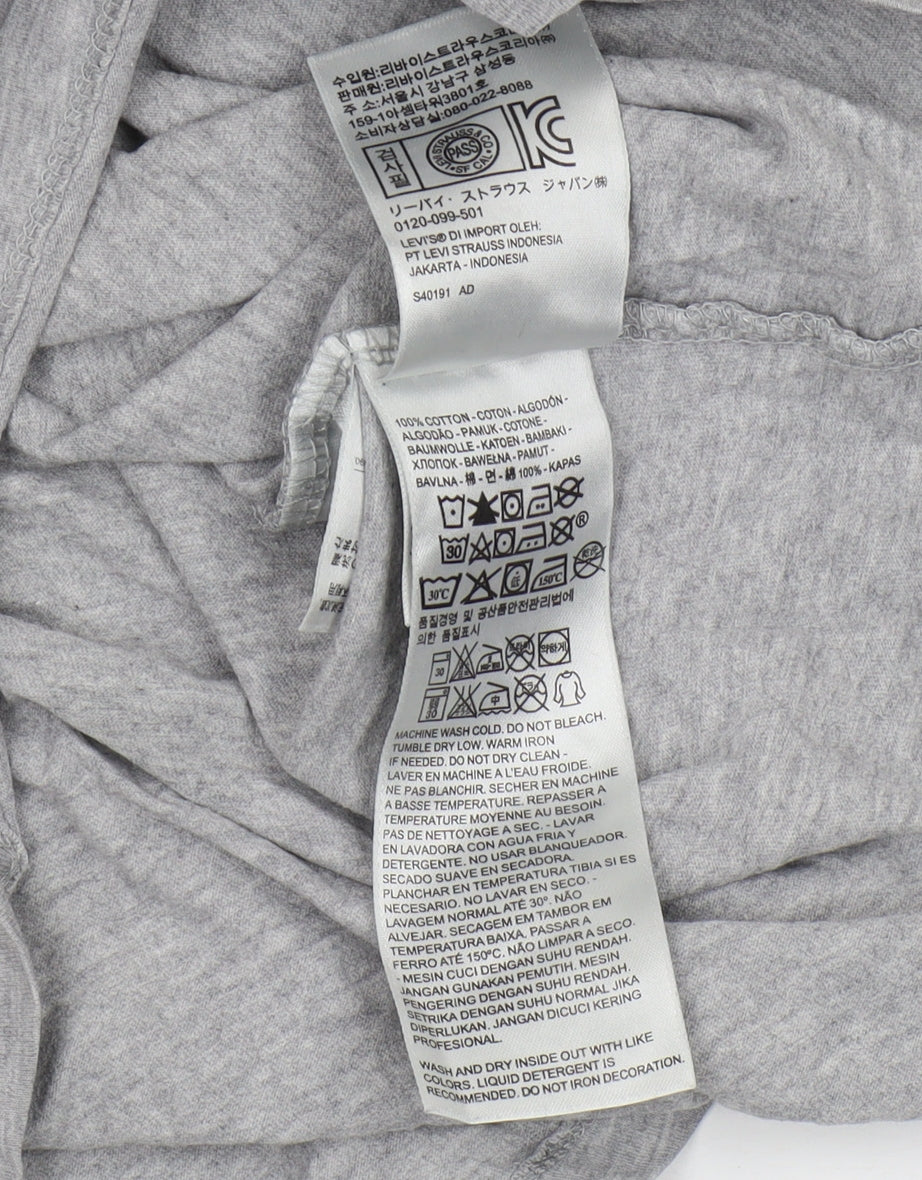 수입원:리바이스트라우스코리아㈜
판매원:리바이스트라우스코리아㈜
주 소:서울시 강남구 삼성동
159-1아셈타워3801호
소비자상담실:080-022-8088
검사필
LEVI STRAUSS & CO
PASS
SF CAL
リーバイ・ストラウス ジャパン㈱
0120-099-501
LEVI'S® DI IMPORT OLEH:
PT LEVI STRAUSS INDONESIA
JAKARTA - INDONESIA
S40191 AD
100% COTTON - COTON - ALGODÓN -
ALGODÃO - PAMUK - COTONE -
BAUMWOLLE - KATOEN - BAMBAKI -
ХЛОПОК - BAWEŁNA - PAMUT -
BAVLNA - 棉 - 면 - 綿 100% - KAPAS
30
®
30℃ 低 150℃ 乾洗
품질경영 및 공산품안전관리법에
의한 품질표시
30 약하게
30 中
MACHINE WASH COLD. DO NOT BLEACH.
TUMBLE DRY LOW. WARM IRON
IF NEEDED. DO NOT DRY CLEAN -
LAVER EN MACHINE A L'EAU FROIDE.
NE PAS BLANCHIR. SECHER EN MACHINE
A BASSE TEMPERATURE. REPASSER A
TEMPERATURE MOYENNE AU BESOIN.
PAS DE NETTOYAGE A SEC. - LAVAR
EN LAVADORA CON AGUA FRIA Y
DETERGENTE. NO USAR BLANQUEADOR.
SECADO SUAVE EN SECADORA.
PLANCHAR EN TEMPERATURA TIBIA SI ES
NECESARIO. NO LAVAR EN SECO. -
LAVAGEM NORMAL ATÉ 30º. NÃO
ALVEJAR. SECAGEM EM TAMBOR EM
TEMPERATURA BAIXA. PASSAR A
FERRO ATÉ 150ºC. NÃO LIMPAR A SECO.
- MESIN CUCI DENGAN SUHU RENDAH.
JANGAN GUNAKAN PEMUTIH. MESIN
PENGERING DENGAN SUHU RENDAH.
SETRIKA DENGAN SUHU NORMAL JIKA
DIPERLUKAN. JANGAN DICUCI KERING
PROFESIONAL.
WASH AND DRY INSIDE OUT WITH LIKE
COLORS. LIQUID DETERGENT IS
RECOMMENDED. DO NOT IRON DECORATION.